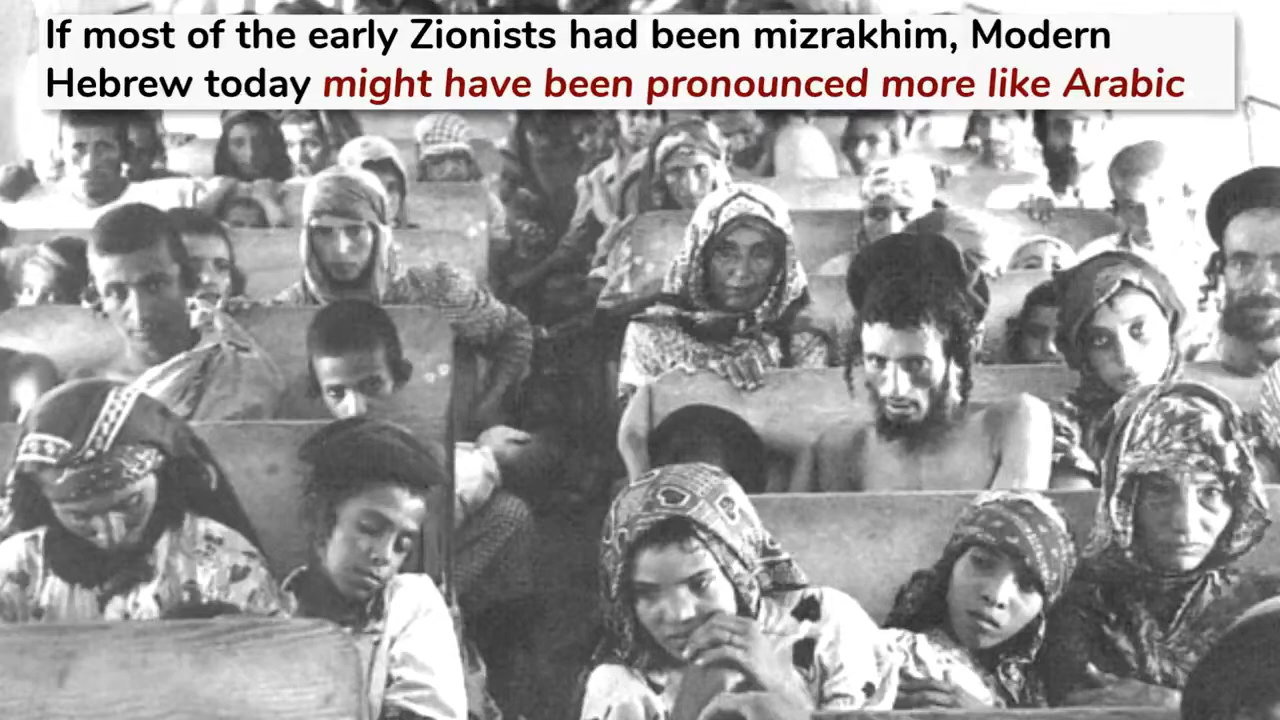 If most of the early Zionists had been mizrakhim, Modern
Hebrew today might have been pronounced more like Arabic